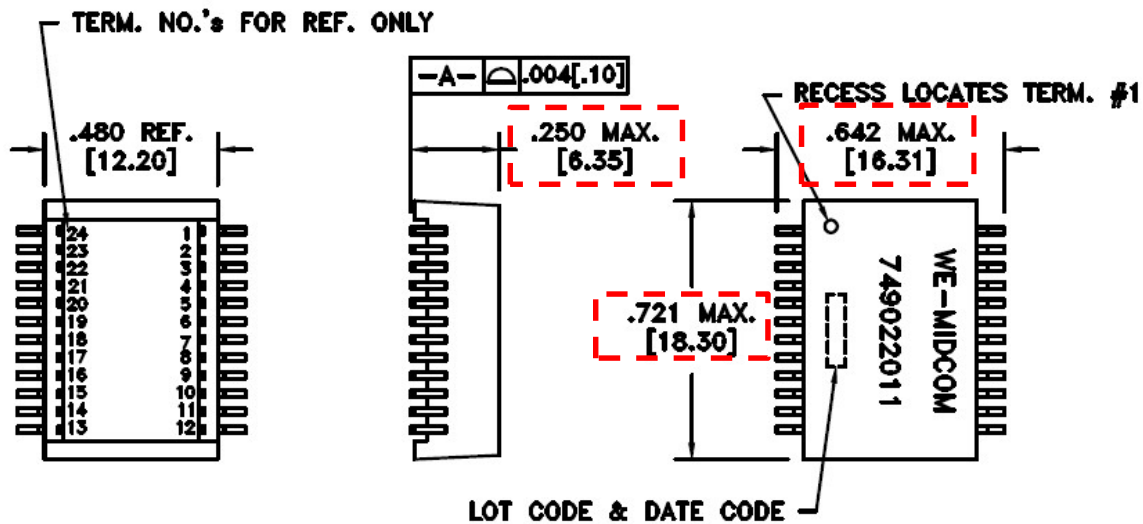 TERM. NO.'s FOR REF. ONLY
-A- ⌓ .004[.10]
RECESS LOCATES TERM. #1
.480 REF.
[12.20]
.250 MAX.
[6.35]
.642 MAX.
[16.31]
24 1
23 2
22 3
21 4
20 5
19 6
18 7
17 8
16 9
15 10
14 11
13 12
.721 MAX.
[18.30]
WE-MIDCOM
749022011
LOT CODE & DATE CODE